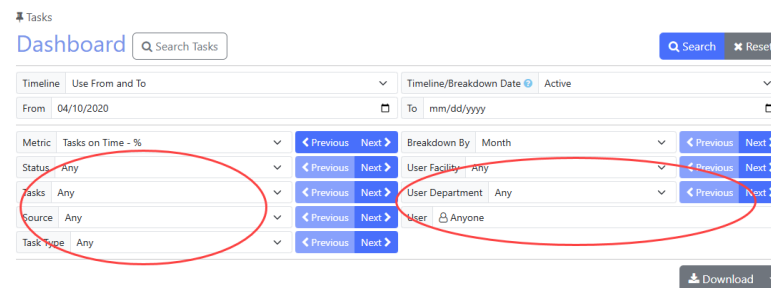 Tasks
Dashboard Search Tasks Search Reset
Timeline Use From and To Timeline/Breakdown Date Active
From 04/10/2020 To mm/dd/yyyy
Metric Tasks on Time - % Previous Next Breakdown By Month Previous Next
Status Any Previous Next User Facility Any Previous Next
Tasks Any Previous Next User Department Any Previous Next
Source Any Previous Next User Anyone
Task Type Any Previous Next
Download